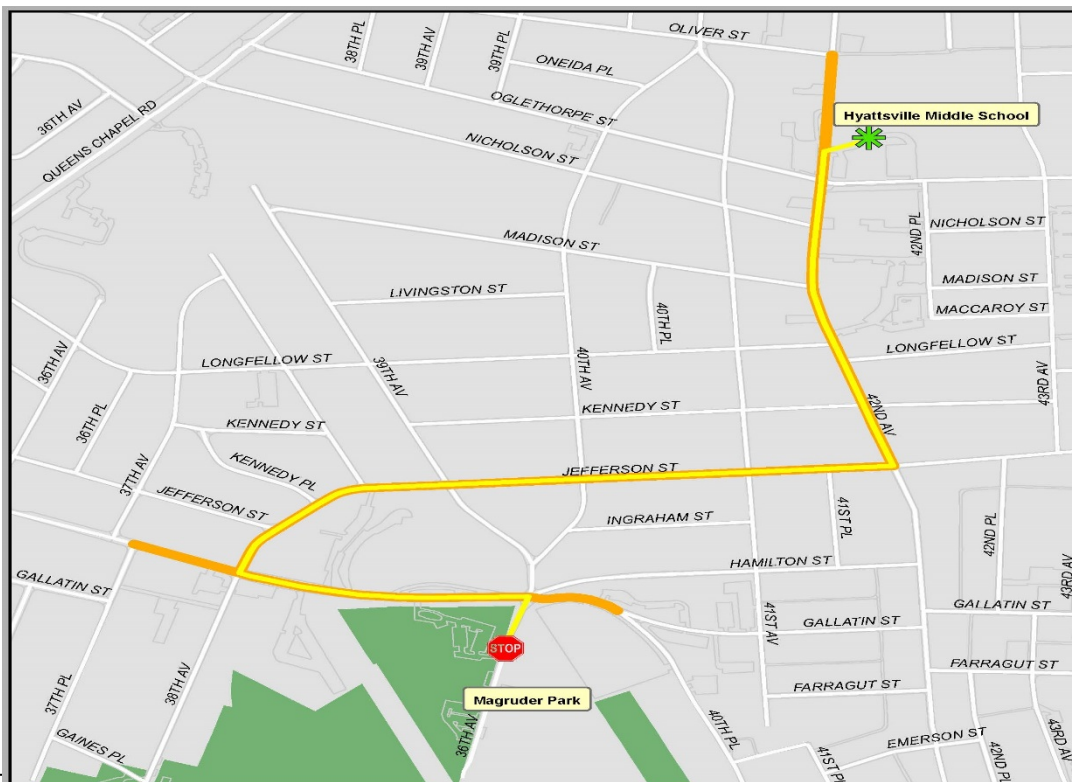 OLIVER ST
38TH PL
39TH AV
39TH PL
ONEIDA PL
36TH AV
QUEENS CHAPEL RD
OGLETHORPE ST
Hyattsville Middle School
NICHOLSON ST
42ND PL
NICHOLSON ST
43RD AV
MADISON ST
MADISON ST
LIVINGSTON ST
MACCAROY ST
40TH PL
36TH AV
LONGFELLOW ST
39TH AV
40TH AV
LONGFELLOW ST
42ND AV
43RD AV
36TH PL
KENNEDY ST
KENNEDY ST
37TH AV
KENNEDY PL
JEFFERSON ST
JEFFERSON ST
INGRAHAM ST
41ST PL
42ND PL
HAMILTON ST
43RD AV
GALLATIN ST
GALLATIN ST
41ST AV
GALLATIN ST
STOP
37TH PL
38TH AV
Magruder Park
FARRAGUT ST
FARRAGUT ST
36TH AV
40TH PL
GAINES PL
41ST PL
EMERSON ST
42ND PL
43RD AV